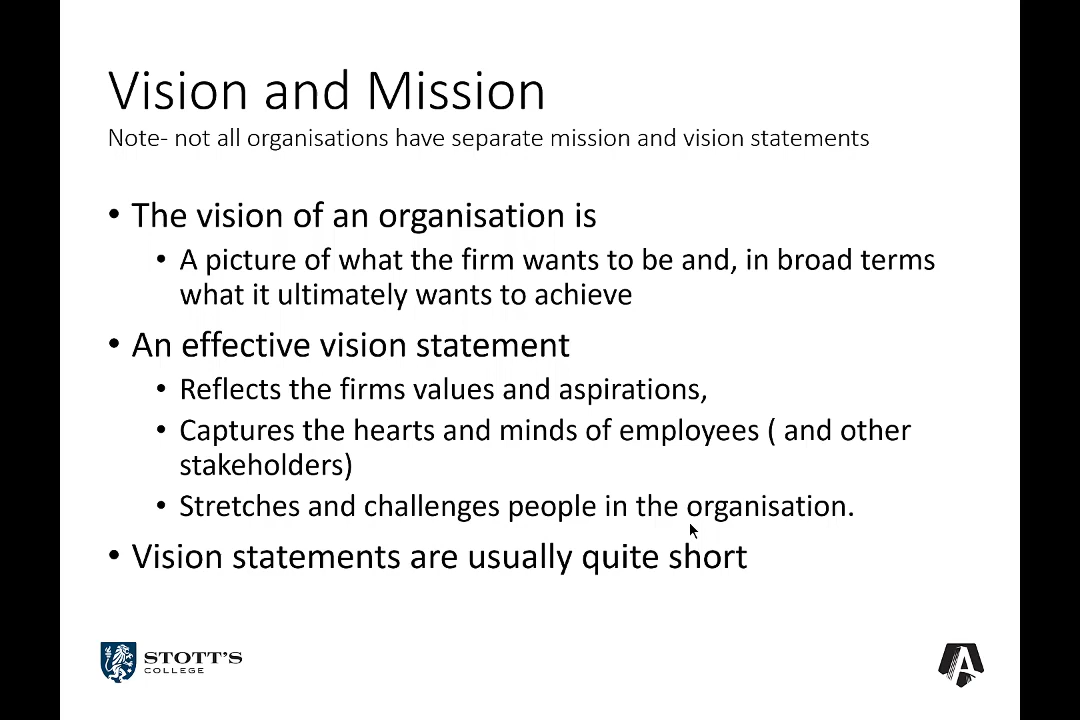 Vision and Mission
Note- not all organisations have separate mission and vision statements
• The vision of an organisation is
• A picture of what the firm wants to be and, in broad terms
what it ultimately wants to achieve
• An effective vision statement
• Reflects the firms values and aspirations,
• Captures the hearts and minds of employees ( and other
stakeholders)
• Stretches and challenges people in the organisation.
• Vision statements are usually quite short
STOTT'S
COLLEGE
A